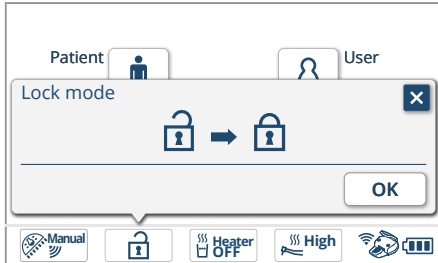 Patient
User
Lock mode
OK
Manual
Heater
OFF
High